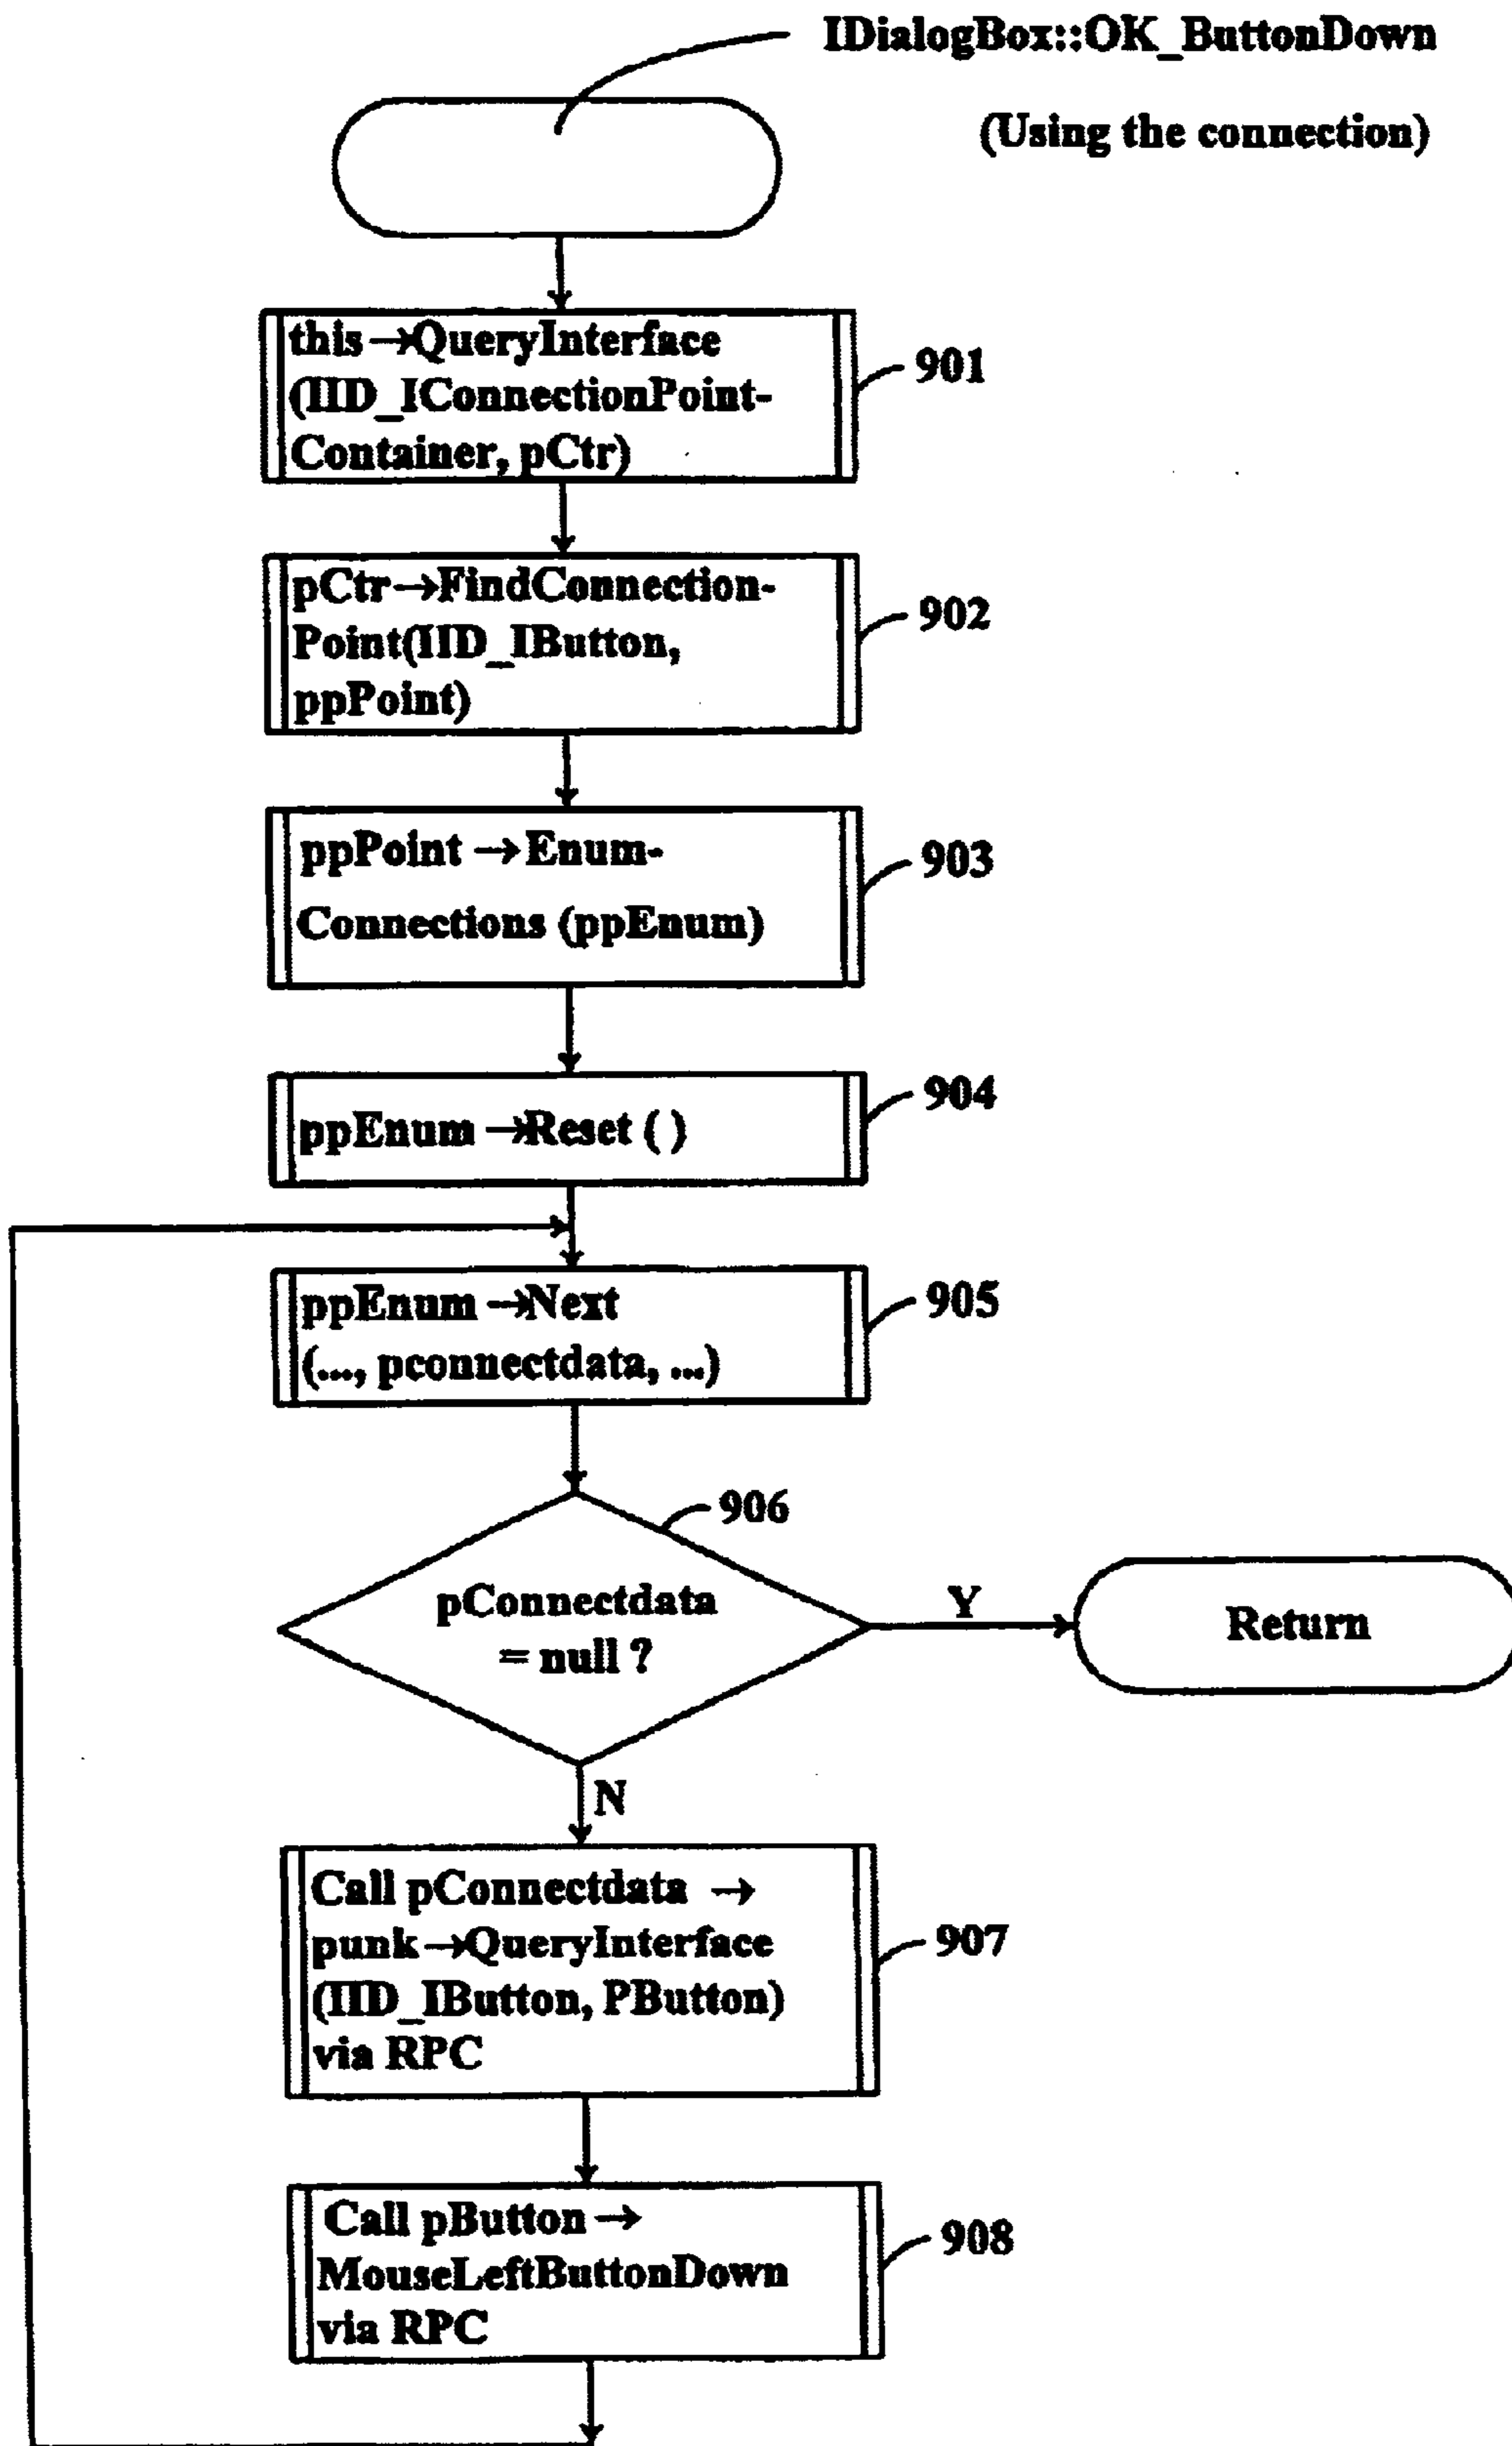 IDialogBox::OK_ButtonDown
(Using the connection)
this→QueryInterface
(IID_IConnectionPoint-
Container, pCtr)
901
pCtr→FindConnection-
Point(IID_IButton,
ppPoint)
902
ppPoint →Enum-
Connections (ppEnum)
903
ppEnum →Reset ( )
904
ppEnum →Next
(..., pconnectdata, ...)
905
906
pConnectdata
= null ?
Y
Return
N
Call pConnectdata →
punk→QueryInterface
(IID_IButton, PButton)
via RPC
907
Call pButton →
MouseLeftButtonDown
via RPC
908